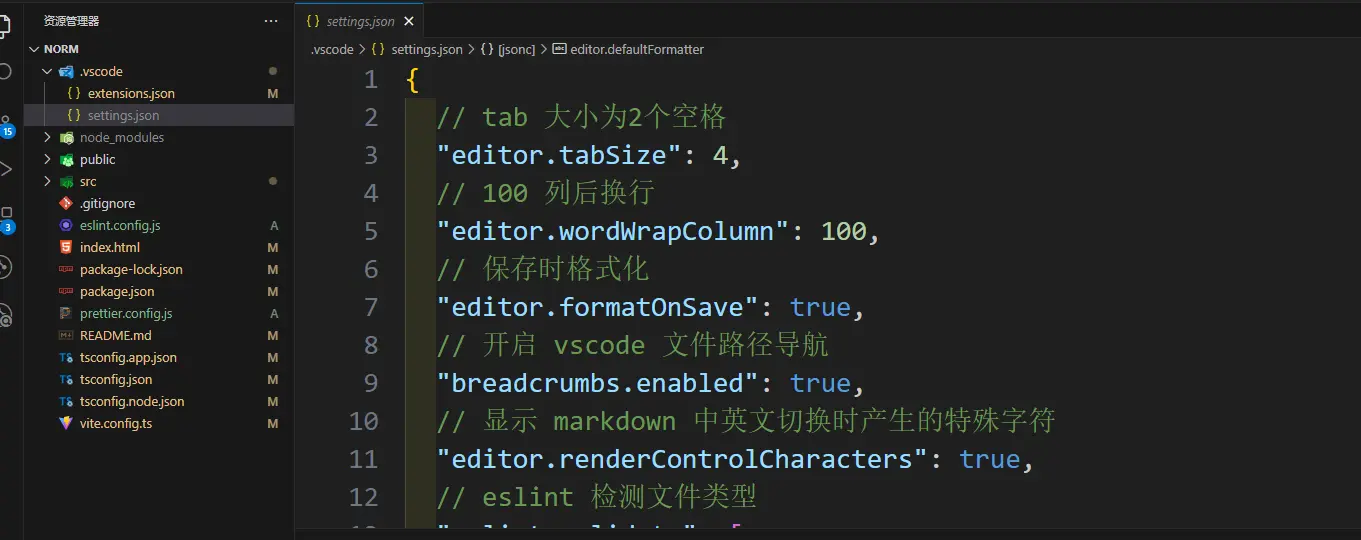 资源管理器
NORM
.vscode
extensions.json M
settings.json
node_modules
public
src
.gitignore
eslint.config.js A
index.html M
package-lock.json M
package.json M
prettier.config.js A
README.md M
tsconfig.app.json M
tsconfig.json M
tsconfig.node.json M
vite.config.ts M
15
3
{ } settings.json ×
.vscode > { } settings.json > { } [jsonc] > abc editor.defaultFormatter
1 {
2 // tab 大小为2个空格
3 "editor.tabSize": 4,
4 // 100 列后换行
5 "editor.wordWrapColumn": 100,
6 // 保存时格式化
7 "editor.formatOnSave": true,
8 // 开启 vscode 文件路径导航
9 "breadcrumbs.enabled": true,
10 // 显示 markdown 中英文切换时产生的特殊字符
11 "editor.renderControlCharacters": true,
12 // eslint 检测文件类型